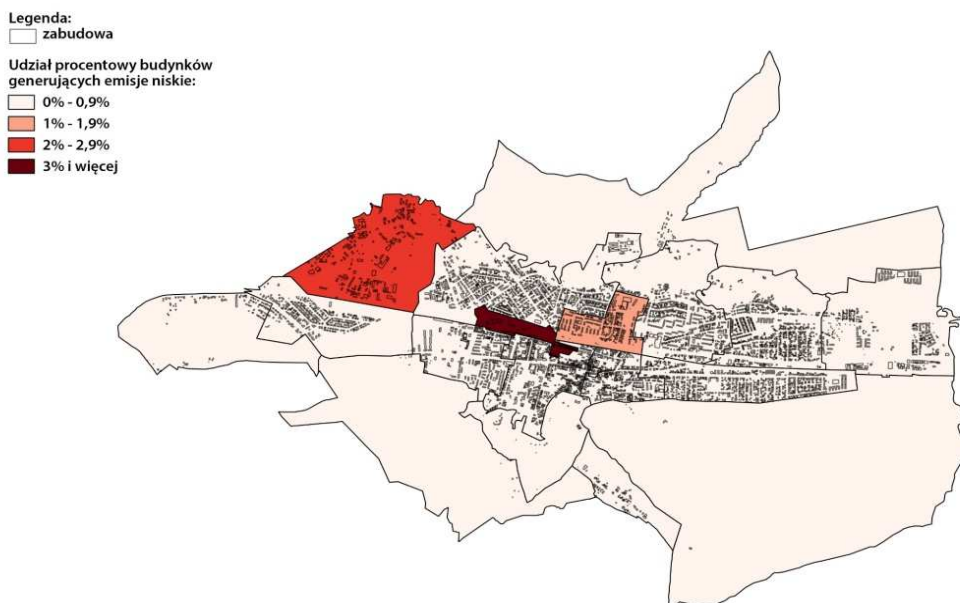 Legenda:
zabudowa
Udział procentowy budynków
generujących emisje niskie:
0% - 0,9%
1% - 1,9%
2% - 2,9%
3% i więcej